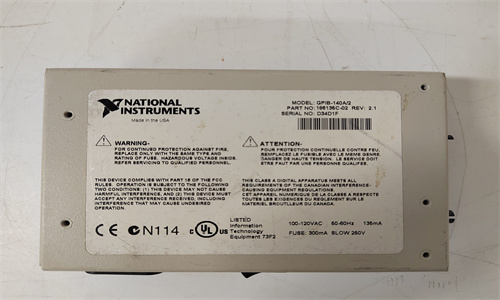 NATIONAL
INSTRUMENTS
Made in the USA
MODEL: GPIB-140A/2
PART NO: 186136C-02 REV: 2.1
SERIAL NO: D34D1F
WARNING-
FOR CONTINUED PROTECTION AGAINST FIRE,
REPLACE ONLY WITH THE SAME TYPE AND
RATING OF FUSE. HAZARDOUS VOLTAGE INSIDE.
REFER SERVICING TO QUALIFIED PERSONNEL.
ATTENTION-
POUR PROTECTION CONTINUELLE CONTRE LE FEU,
REMPLACER SEULEMENT AVEC LE MEME FUSIBLE.
DANGER DE HAUTE TENSION. LE SERVICE DOIT ETRE
FAIT PAR UNE PERSONNE QUALIFIEE.
THIS DEVICE COMPLIES WITH PART 15 OF THE FCC
RULES. OPERATION IS SUBJECT TO THE FOLLOWING
TWO CONDITIONS: (1) THIS DEVICE MAY NOT CAUSE
HARMFUL INTERFERENCE, AND (2) THIS DEVICE MUST
ACCEPT ANY INTERFERENCE RECEIVED, INCLUDING
INTERFERENCE THAT MAY CAUSE UNDESIRED OPERATION.
THIS CLASS A DIGITAL APPARATUS MEETS ALL
REQUIREMENTS OF THE CANADIAN INTERFERENCE-
CAUSING EQUIPMENT REGULATIONS.
CET APPAREIL NUMERIQUE DE LA CLASSE A RESPECTE
TOUTES LES EXIGENCES DU REGLEMENT SUR LE
MATERIEL BROUILLEUR DU CANADA.
CE N114 c UL US
LISTED
Information
Technology
Equipment 73F2
100-120VAC 50-60Hz 135mA
FUSE: 300mA SLOW 250V